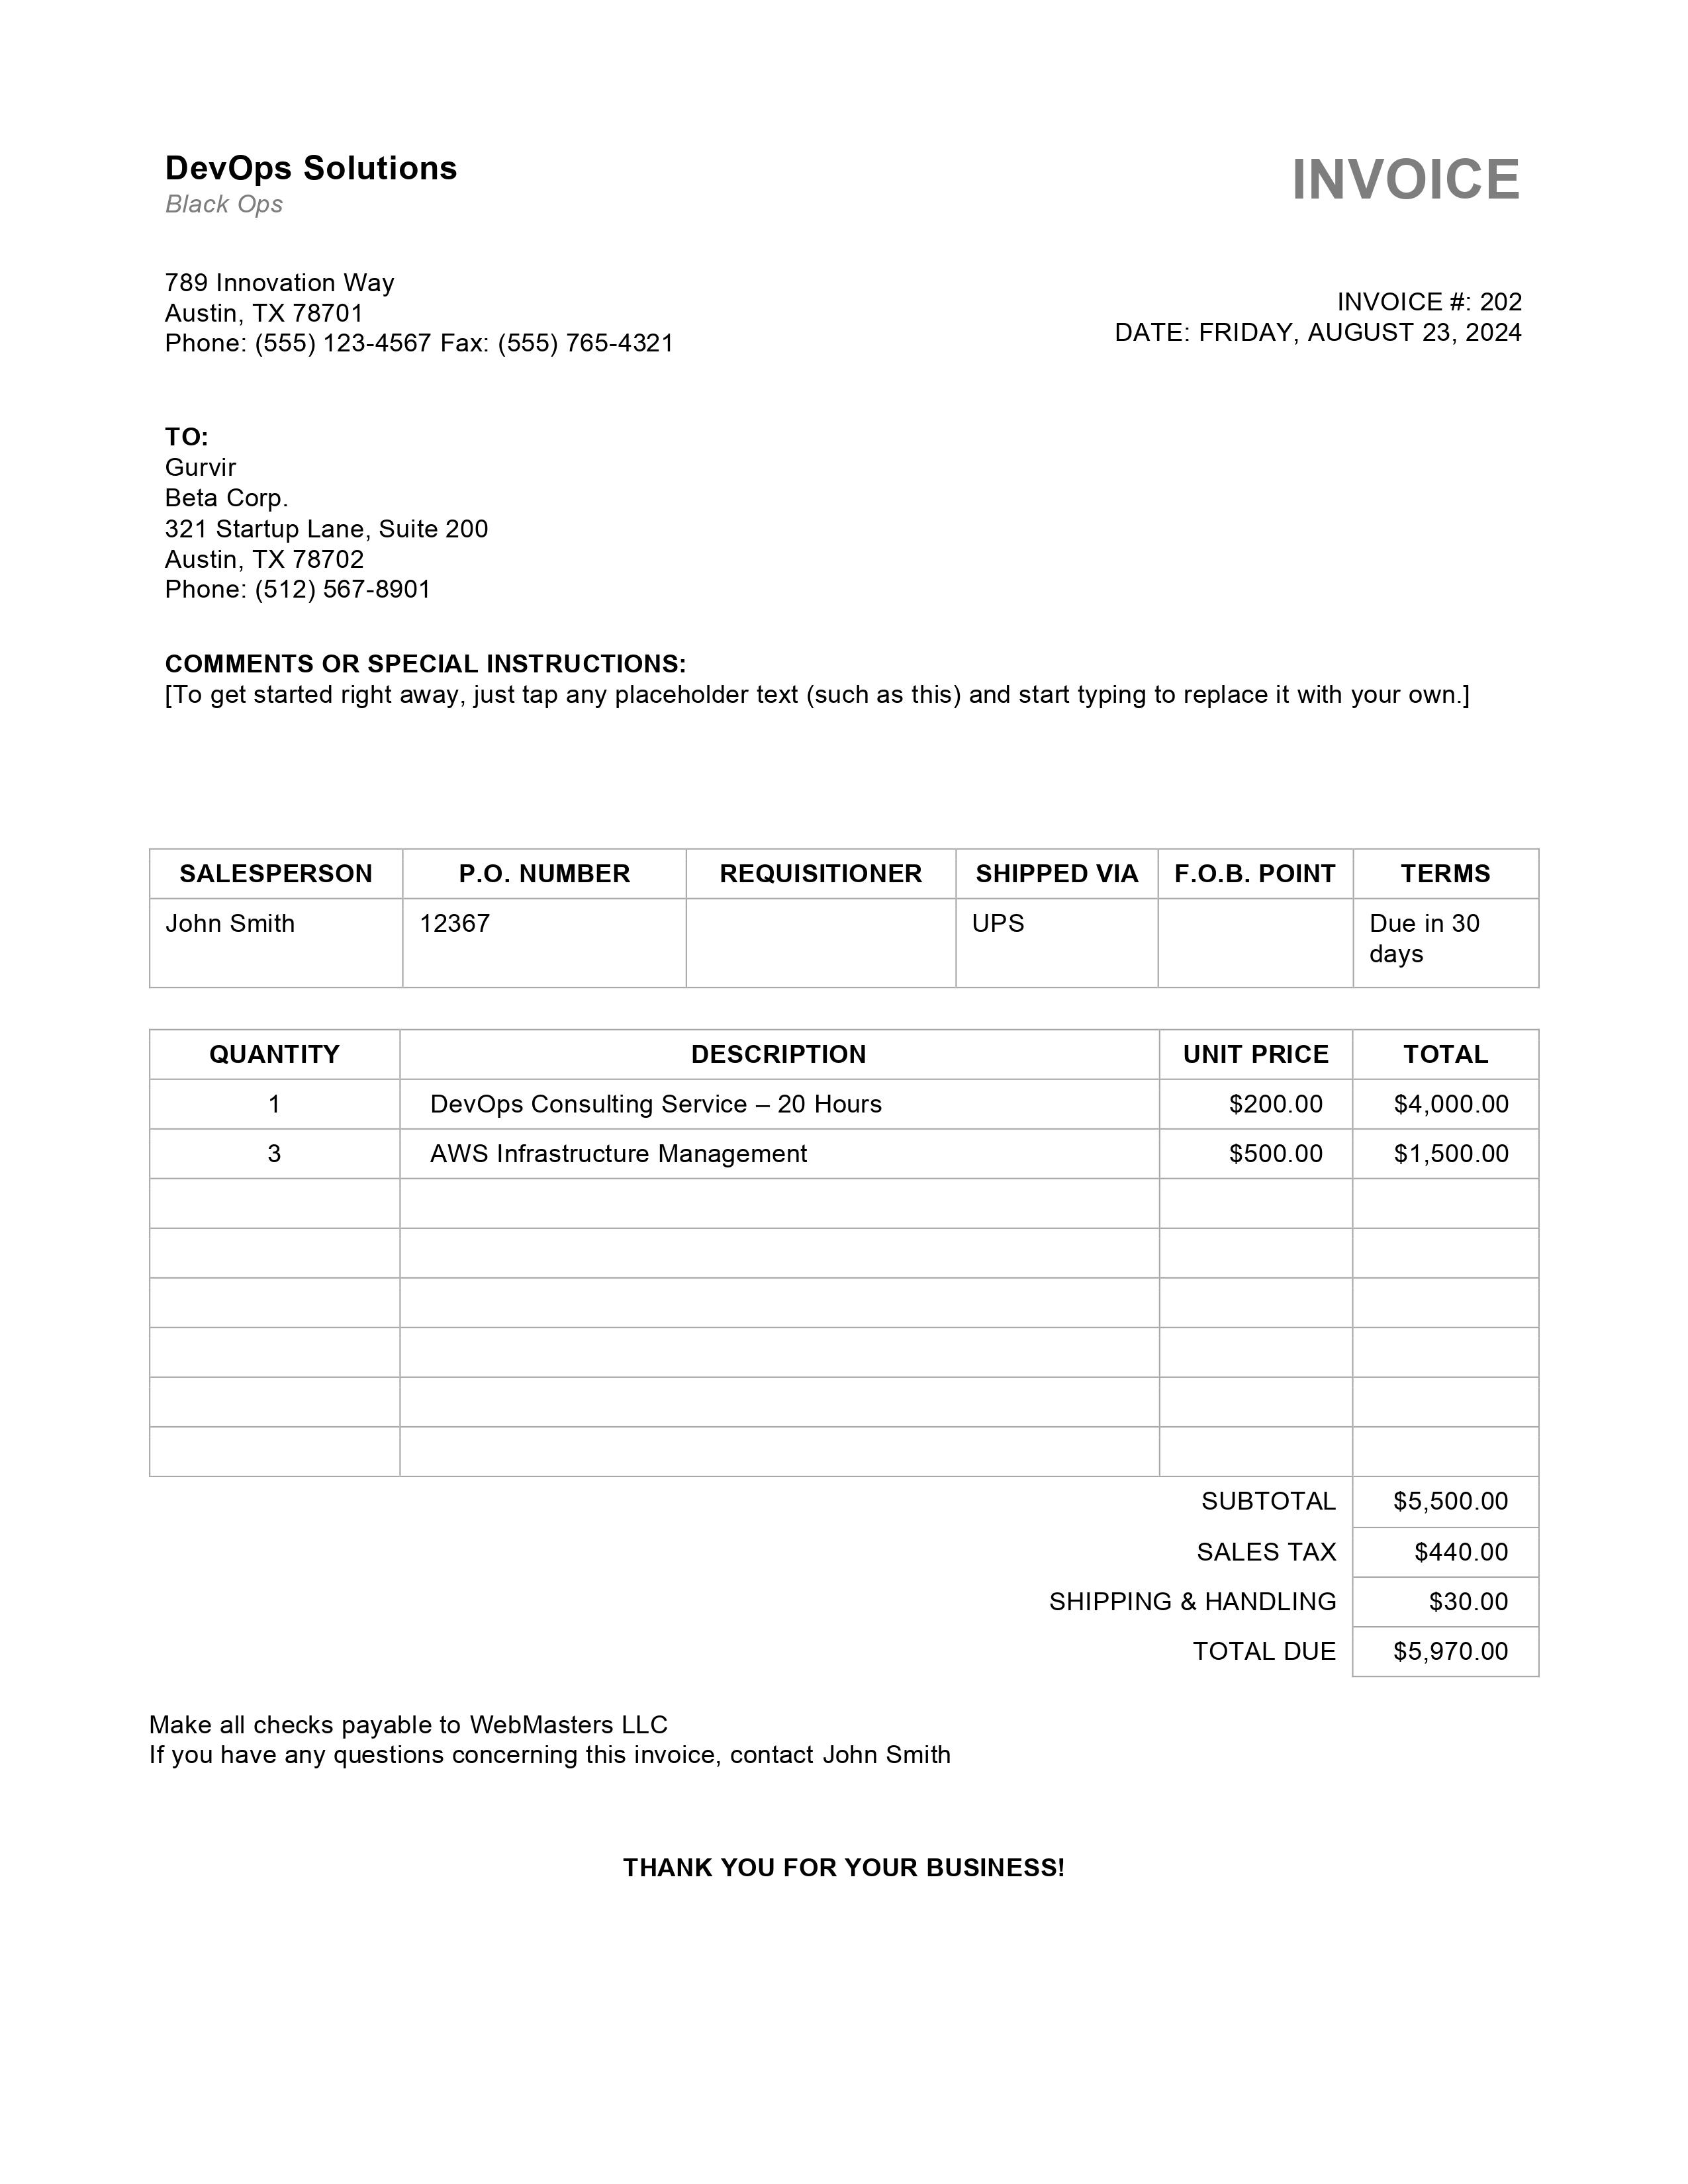 DevOps Solutions
Black Ops
INVOICE
789 Innovation Way
Austin, TX 78701
Phone: (555) 123-4567 Fax: (555) 765-4321
INVOICE #: 202
DATE: FRIDAY, AUGUST 23, 2024
TO:
Gurvir
Beta Corp.
321 Startup Lane, Suite 200
Austin, TX 78702
Phone: (512) 567-8901
COMMENTS OR SPECIAL INSTRUCTIONS:
[To get started right away, just tap any placeholder text (such as this) and start typing to replace it with your own.]
SALESPERSON P.O. NUMBER REQUISITIONER SHIPPED VIA F.O.B. POINT TERMS
John Smith 12367 UPS Due in 30
days
QUANTITY DESCRIPTION UNIT PRICE TOTAL
1 DevOps Consulting Service – 20 Hours $200.00 $4,000.00
3 AWS Infrastructure Management $500.00 $1,500.00
SUBTOTAL $5,500.00
SALES TAX $440.00
SHIPPING & HANDLING $30.00
TOTAL DUE $5,970.00
Make all checks payable to WebMasters LLC
If you have any questions concerning this invoice, contact John Smith
THANK YOU FOR YOUR BUSINESS!